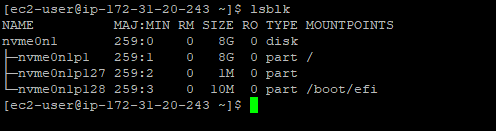 [ec2-user@ip-172-31-20-243 ~]$ lsblk
NAME          MAJ:MIN RM SIZE RO TYPE MOUNTPOINTS
nvme0n1       259:0    0   8G  0 disk
├─nvme0n1p1   259:1    0   8G  0 part /
├─nvme0n1p127 259:2    0   1M  0 part
└─nvme0n1p128 259:3    0  10M  0 part /boot/efi
[ec2-user@ip-172-31-20-243 ~]$